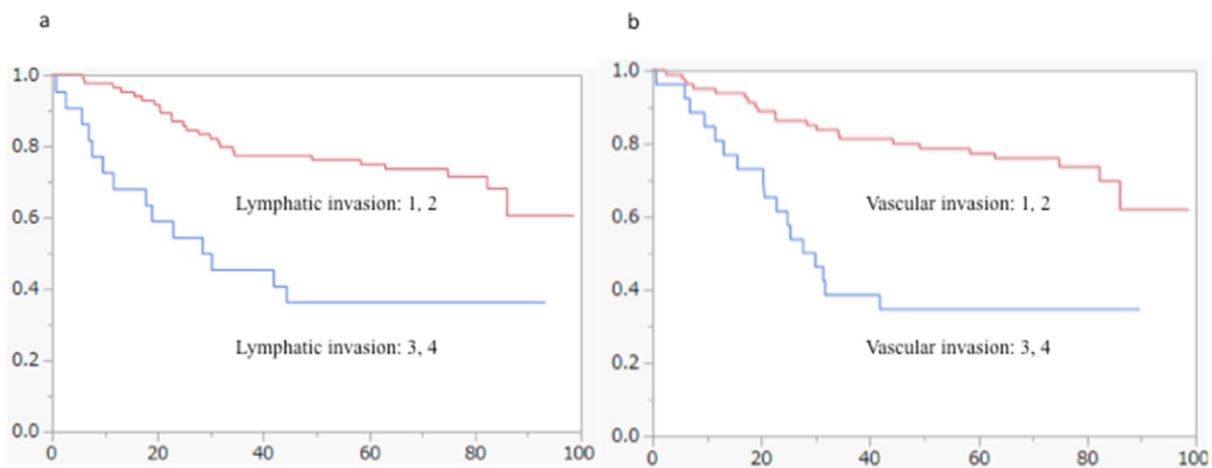 a
1.0
0.8
0.6
0.4
0.2
0.0
Lymphatic invasion: 1, 2
Lymphatic invasion: 3, 4
0 20 40 60 80 100
b
1.0
0.8
0.6
0.4
0.2
0.0
Vascular invasion: 1, 2
Vascular invasion: 3, 4
0 20 40 60 80 100